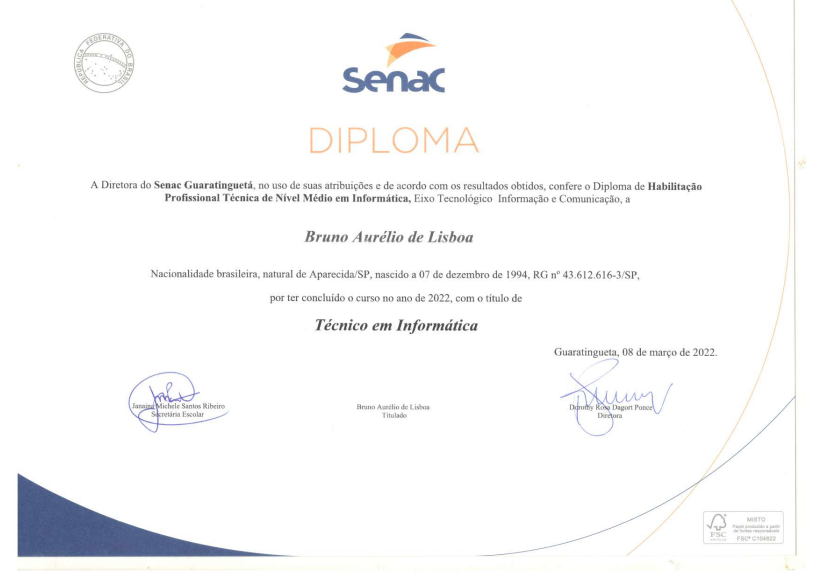 REPÚBLICA FEDERATIVA DO BRASIL
Senac
DIPLOMA
A Diretora do Senac Guaratinguetá, no uso de suas atribuições e de acordo com os resultados obtidos, confere o Diploma de Habilitação
Profissional Técnica de Nível Médio em Informática, Eixo Tecnológico Informação e Comunicação, a
Bruno Aurélio de Lisboa
Nacionalidade brasileira, natural de Aparecida/SP, nascido a 07 de dezembro de 1994, RG nº 43.612.616-3/SP,
por ter concluído o curso no ano de 2022, com o título de
Técnico em Informática
Guaratingueta, 08 de março de 2022.
Janaina Michele Santos Ribeiro
Secretária Escolar
Bruno Aurélio de Lisboa
Titulado
Dorothy Rosa Dagort Ponce
Diretora
FSC
MISTO
Papel produzido a partir
de fontes responsáveis
FSC® C104822